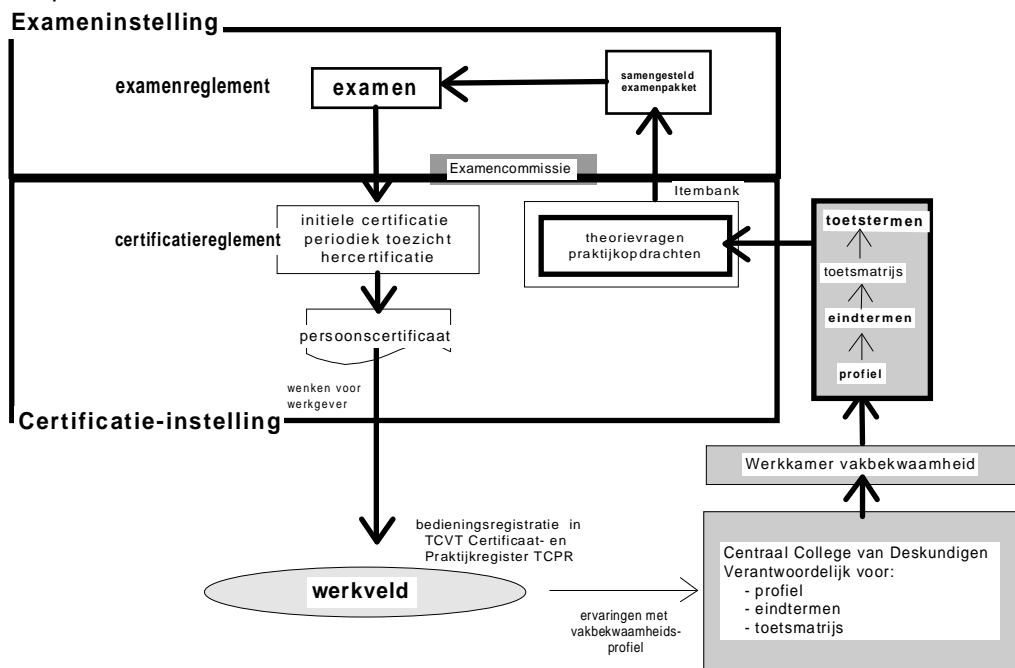 Exameninstelling
examenreglement
examen
samengesteld
examenpakket
Examencommissie
Itembank
certificatiereglement
initiele certificatie
periodiek toezicht
hercertificatie
theorievragen
praktijkopdrachten
toetstermen
toetsmatrijs
eindtermen
profiel
persoonscertificaat
wenken voor
werkgever
Certificatie-instelling
Werkkamer vakbekwaamheid
bedieningsregistratie in
TCVT Certificaat- en
Praktijkregister TCPR
werkveld
ervaringen met
vakbekwaamheids-
profiel
Centraal College van Deskundigen
Verantwoordelijk voor:
- profiel
- eindtermen
- toetsmatrijs